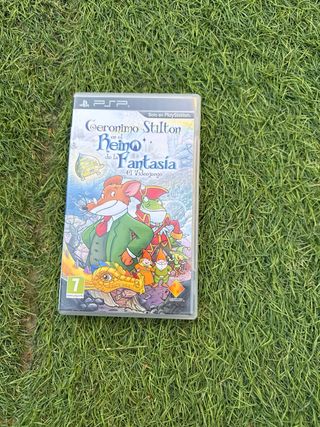 PSP
Solo en PlayStation
Geronimo Stilton
en el
Reino
de la
Fantasía
El Videojuego
7